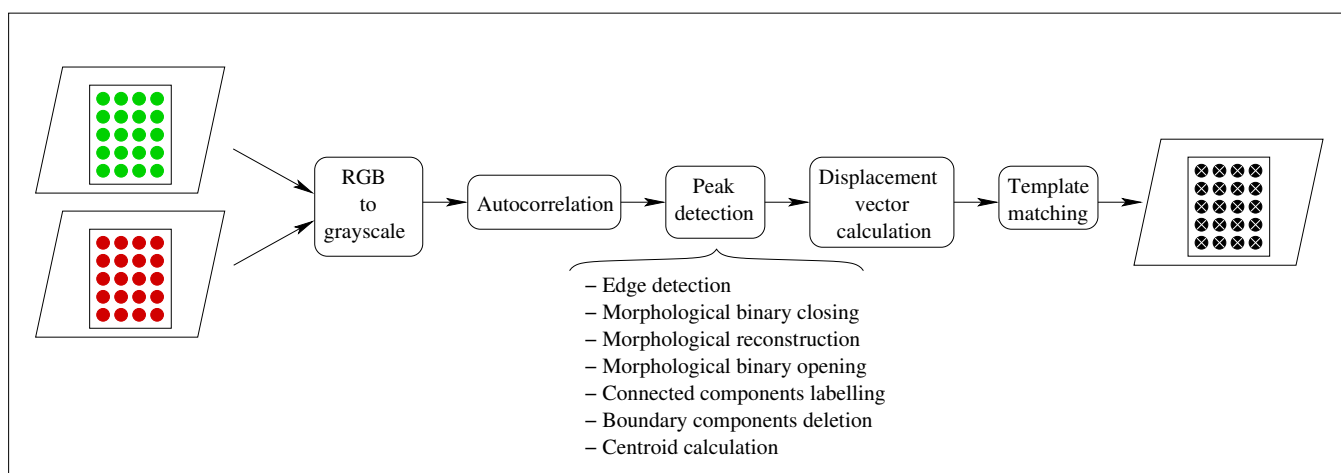 RGB
to
grayscale
Autocorrelation
Peak
detection
Displacement
vector
calculation
Template
matching
− Edge detection
− Morphological binary closing
− Morphological reconstruction
− Morphological binary opening
− Connected components labelling
− Boundary components deletion
− Centroid calculation